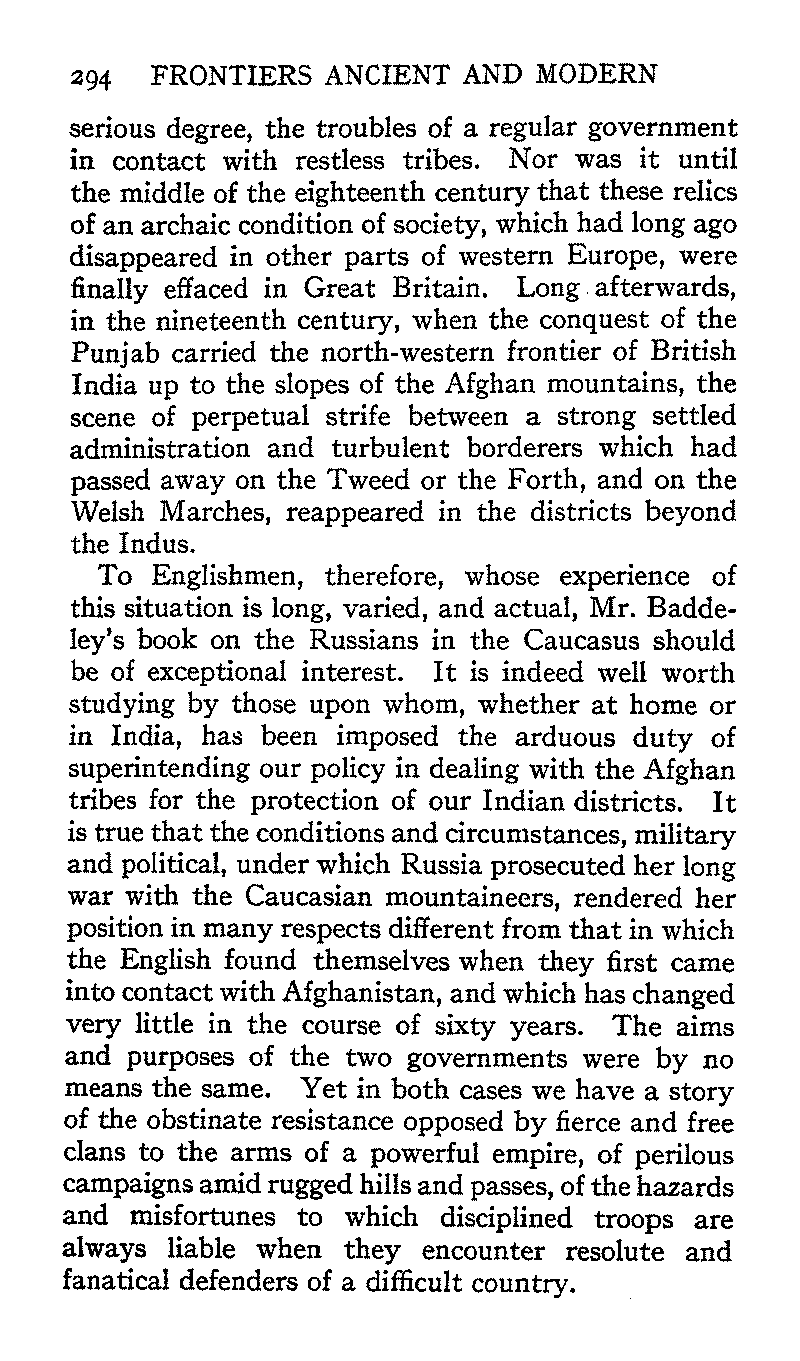 294 FRONTIERS ANCIENT AND MODERN
serious degree, the troubles of a regular government
in contact with restless tribes. Nor was it until
the middle of the eighteenth century that these relics
of an archaic condition of society, which had long ago
disappeared in other parts of western Europe, were
finally effaced in Great Britain. Long afterwards,
in the nineteenth century, when the conquest of the
Punjab carried the north-western frontier of British
India up to the slopes of the Afghan mountains, the
scene of perpetual strife between a strong settled
administration and turbulent borderers which had
passed away on the Tweed or the Forth, and on the
Welsh Marches, reappeared in the districts beyond
the Indus.
To Englishmen, therefore, whose experience of
this situation is long, varied, and actual, Mr. Badde-
ley's book on the Russians in the Caucasus should
be of exceptional interest. It is indeed well worth
studying by those upon whom, whether at home or
in India, has been imposed the arduous duty of
superintending our policy in dealing with the Afghan
tribes for the protection of our Indian districts. It
is true that the conditions and circumstances, military
and political, under which Russia prosecuted her long
war with the Caucasian mountaineers, rendered her
position in many respects different from that in which
the English found themselves when they first came
into contact with Afghanistan, and which has changed
very little in the course of sixty years. The aims
and purposes of the two governments were by no
means the same. Yet in both cases we have a story
of the obstinate resistance opposed by fierce and free
clans to the arms of a powerful empire, of perilous
campaigns amid rugged hills and passes, of the hazards
and misfortunes to which disciplined troops are
always liable when they encounter resolute and
fanatical defenders of a difficult country.